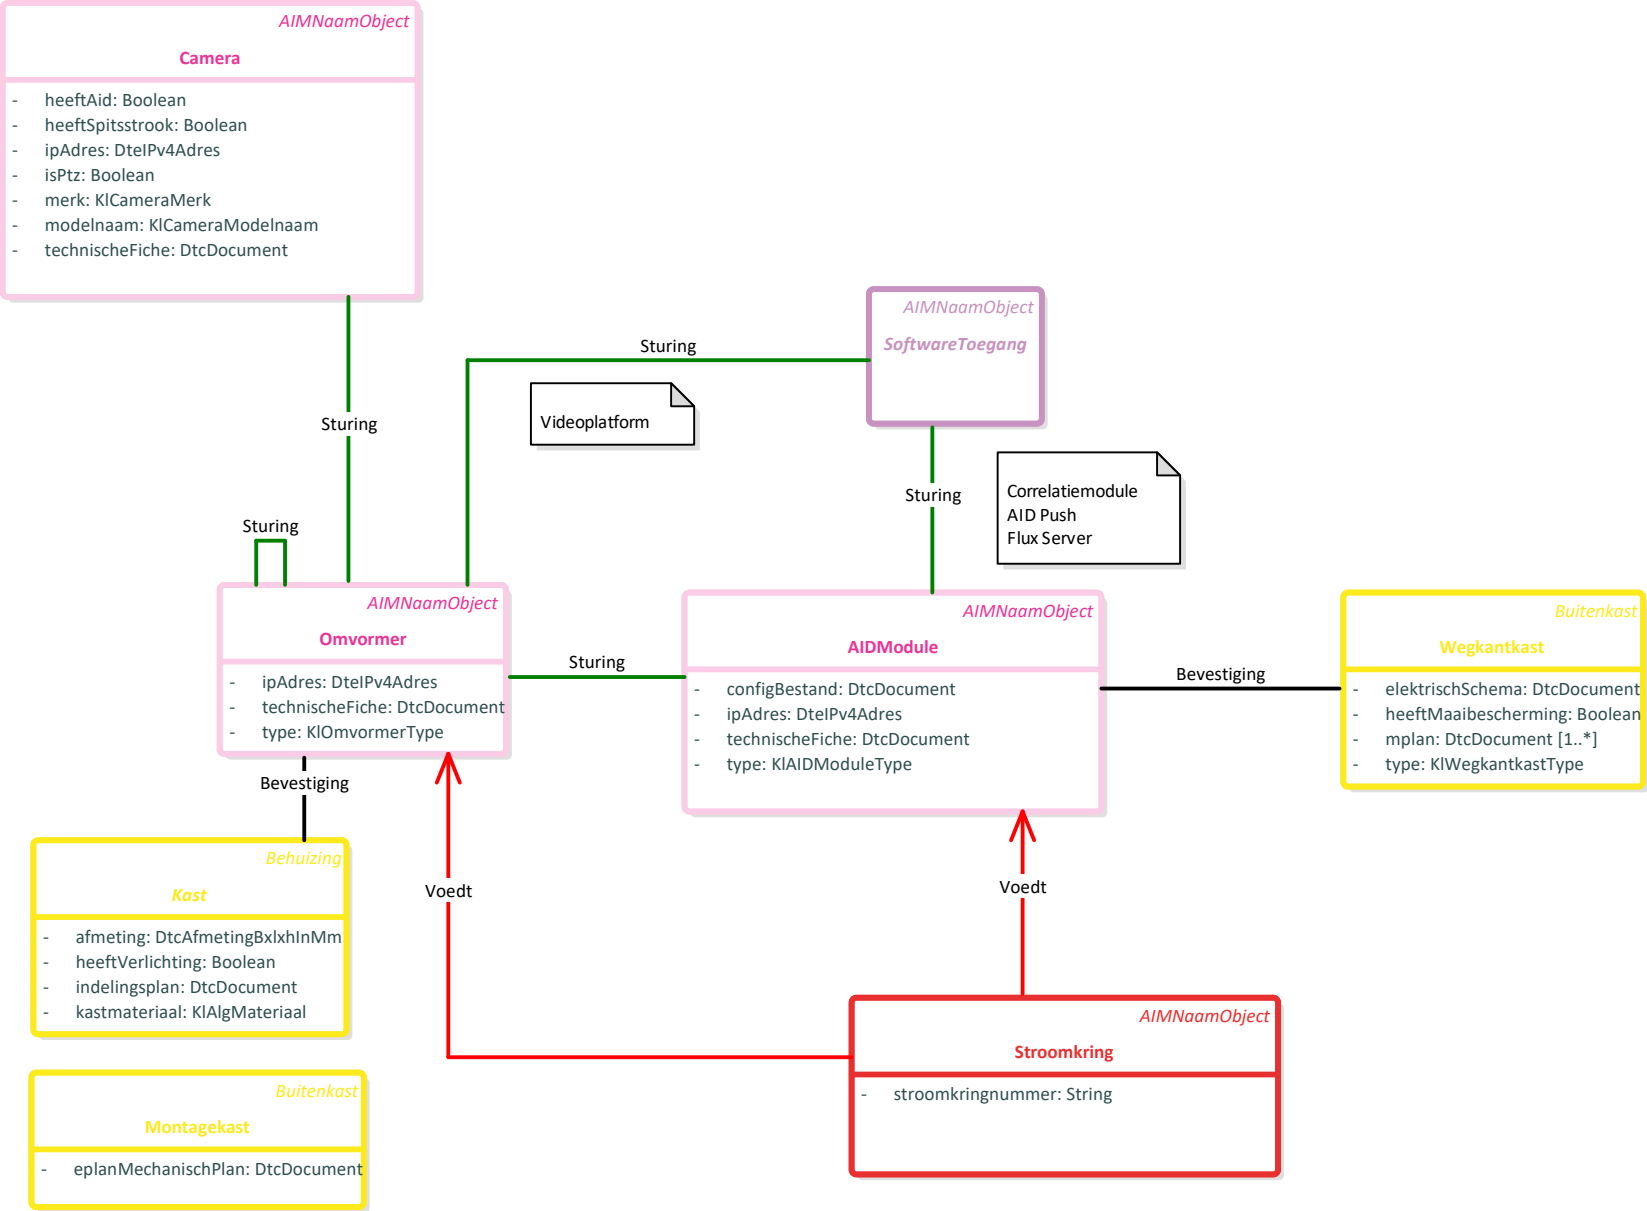 AIMNaamObject
Camera
- heeftAid: Boolean
- heeftSpitsstrook: Boolean
- ipAdres: DteIPv4Adres
- isPtz: Boolean
- merk: KlCameraMerk
- modelnaam: KlCameraModelnaam
- technischeFiche: DtcDocument
AIMNaamObject
SoftwareToegang
Sturing
Videoplatform
Sturing
Sturing
Correlatiemodule
AID Push
Flux Server
Sturing
AIMNaamObject
Omvormer
- ipAdres: DteIPv4Adres
- technischeFiche: DtcDocument
- type: KlOmvormerType
Sturing
AIMNaamObject
AIDModule
- configBestand: DtcDocument
- ipAdres: DteIPv4Adres
- technischeFiche: DtcDocument
- type: KlAIDModuleType
Bevestiging
Buitenkast
Wegkantkast
- elektrischSchema: DtcDocument
- heeftMaaibescherming: Boolean
- mplan: DtcDocument [1..*]
- type: KlWegkantkastType
Bevestiging
Behuizing
Kast
- afmeting: DtcAfmetingBxlxhInMm
- heeftVerlichting: Boolean
- indelingsplan: DtcDocument
- kastmateriaal: KlAlgMateriaal
Voedt
Voedt
AIMNaamObject
Stroomkring
- stroomkringnummer: String
Buitenkast
Montagekast
- eplanMechanischPlan: DtcDocument